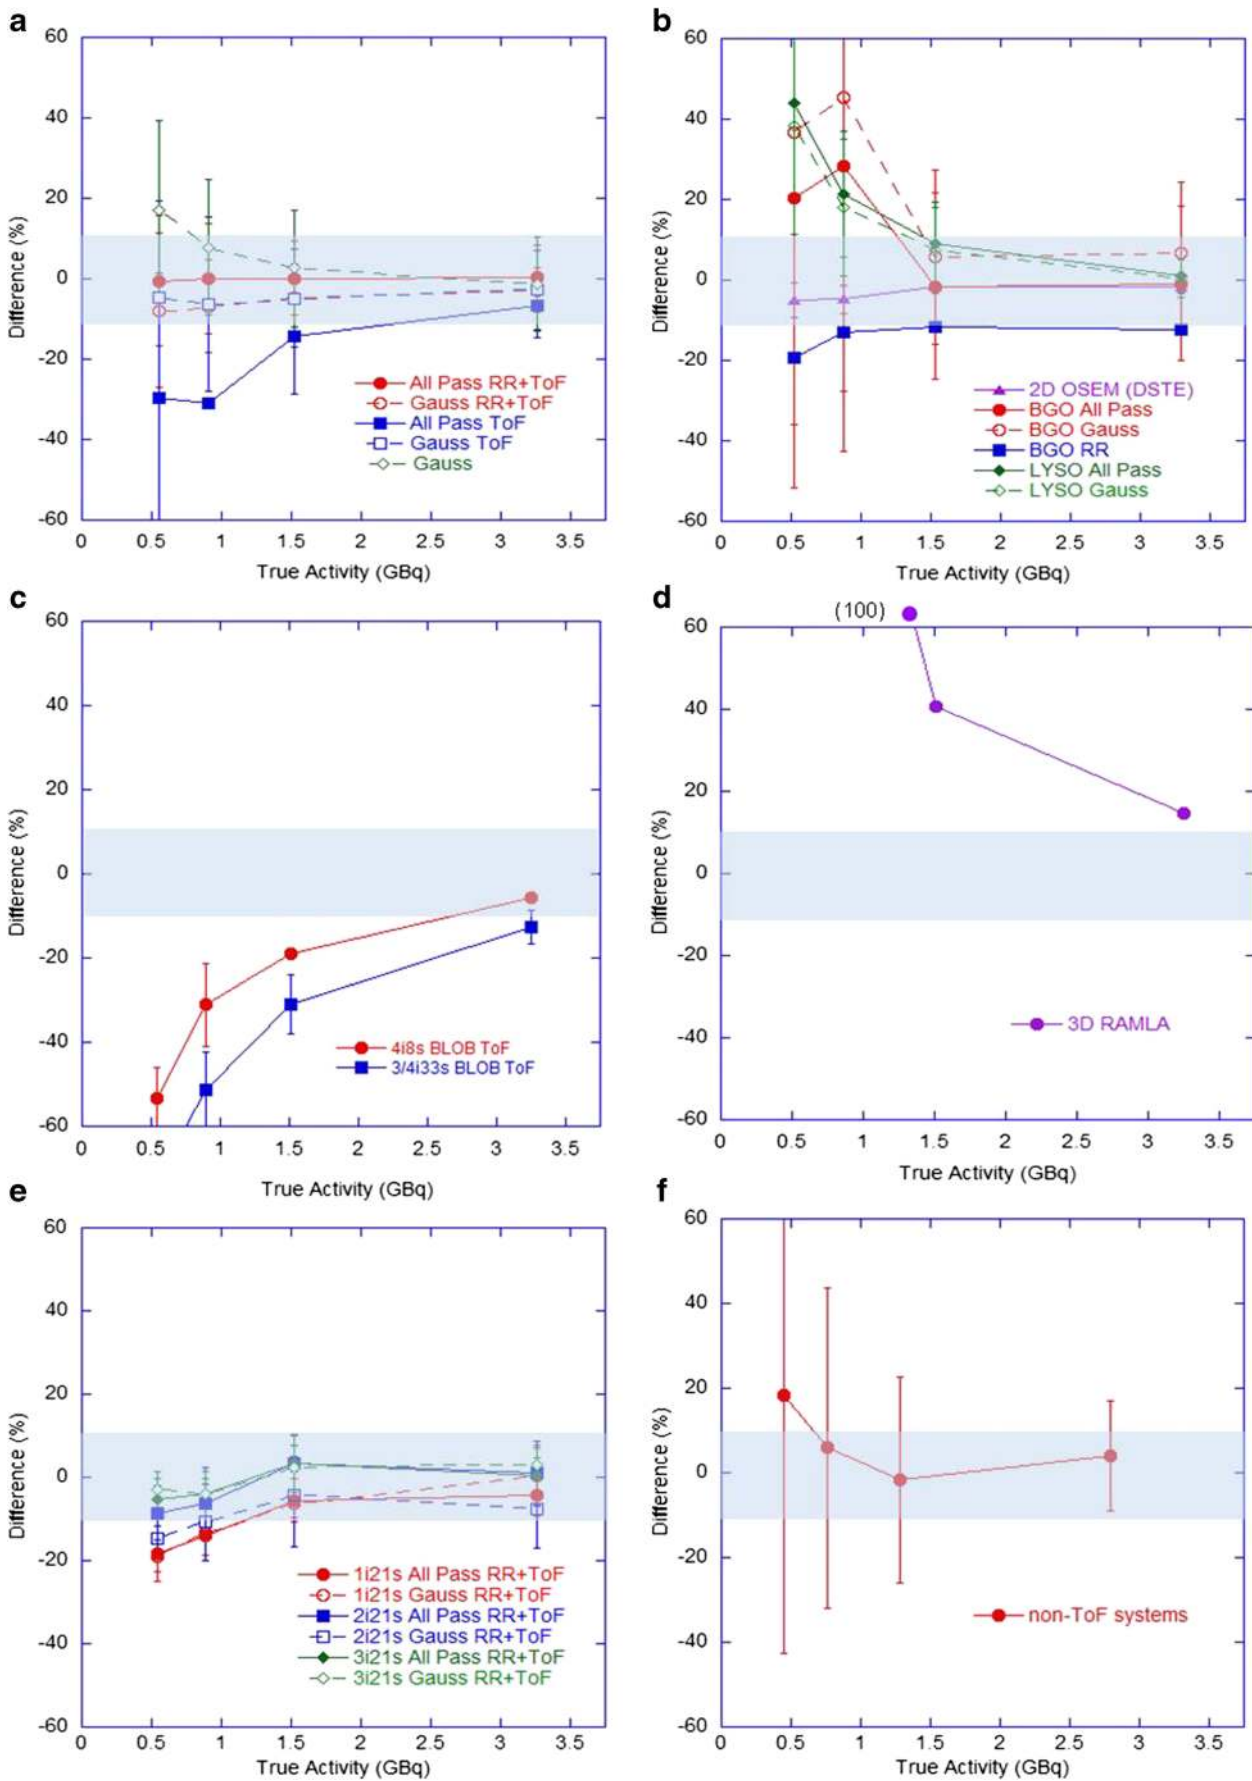 a
60
40
20
0
-20
-40
-60
Difference (%)
All Pass RR+ToF
Gauss RR+ToF
All Pass ToF
Gauss ToF
Gauss
0 0.5 1 1.5 2 2.5 3 3.5
True Activity (GBq)
b
60
40
20
0
-20
-40
-60
Difference (%)
2D OSEM (DSTE)
BGO All Pass
BGO Gauss
BGO RR
LYSO All Pass
LYSO Gauss
0 0.5 1 1.5 2 2.5 3 3.5
True Activity (GBq)
c
60
40
20
0
-20
-40
-60
Difference (%)
4i8s BLOB ToF
3/4i33s BLOB ToF
0 0.5 1 1.5 2 2.5 3 3.5
True Activity (GBq)
d
(100)
60
40
20
0
-20
-40
-60
Difference (%)
3D RAMLA
0 0.5 1 1.5 2 2.5 3 3.5
True Activity (GBq)
e
60
40
20
0
-20
-40
-60
Difference (%)
1i21s All Pass RR+ToF
1i21s Gauss RR+ToF
2i21s All Pass RR+ToF
2i21s Gauss RR+ToF
3i21s All Pass RR+ToF
3i21s Gauss RR+ToF
0 0.5 1 1.5 2 2.5 3 3.5
True Activity (GBq)
f
60
40
20
0
-20
-40
-60
Difference (%)
non-ToF systems
0 0.5 1 1.5 2 2.5 3 3.5
True Activity (GBq)